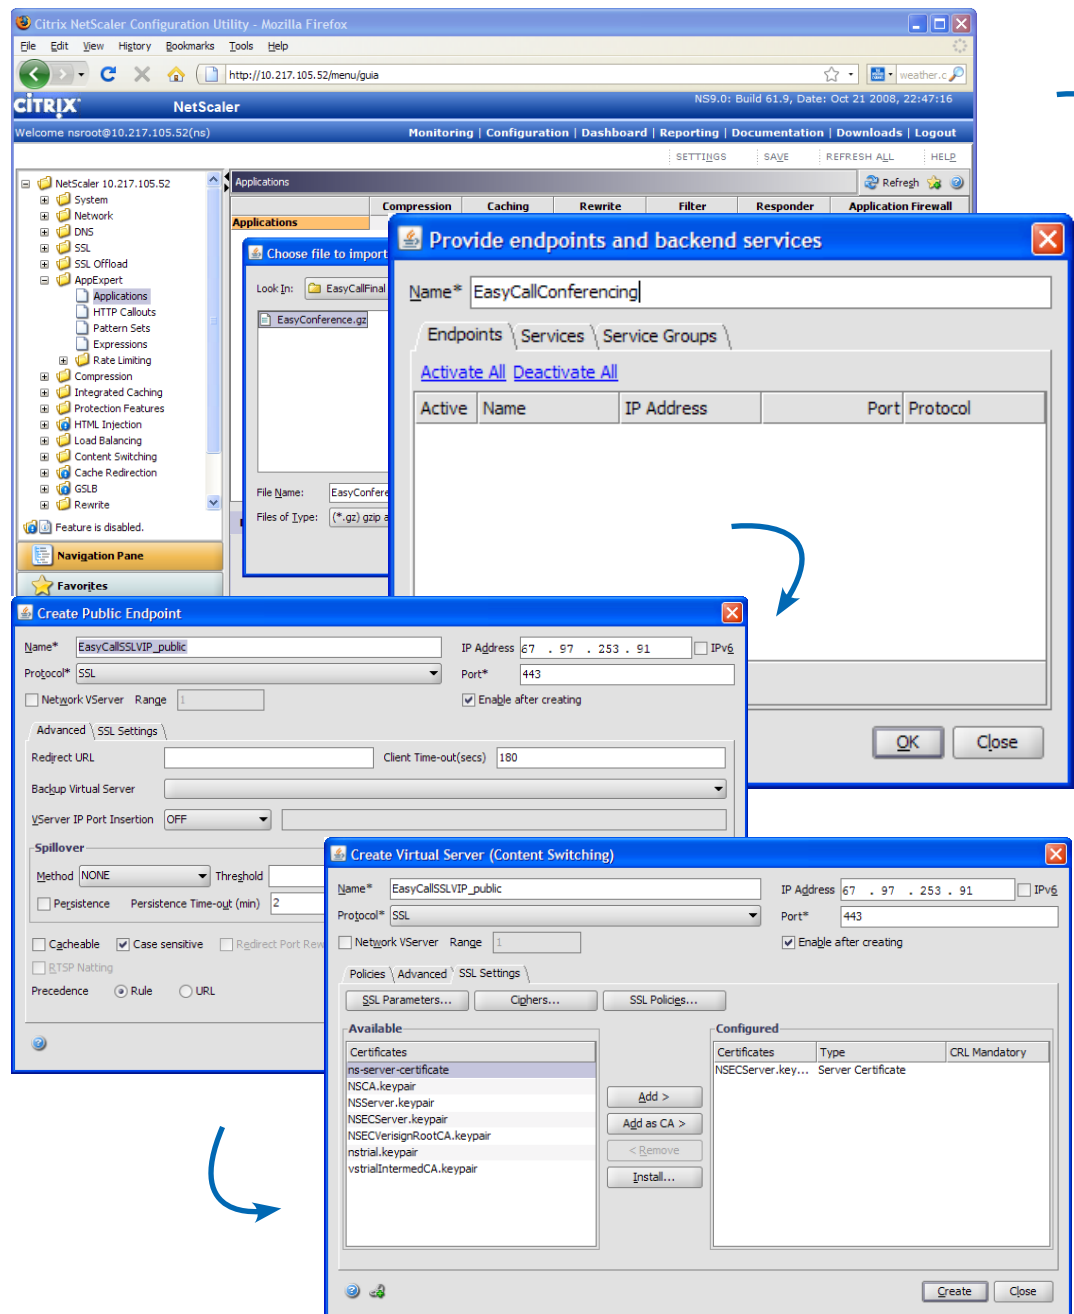 Citrix NetScaler Configuration Utility - Mozilla Firefox
File Edit View History Bookmarks Tools Help
http://10.217.105.52/menu/guia
weather.c
CİTRIX NetScaler
NS9.0: Build 61.9, Date: Oct 21 2008, 22:47:16
Welcome nsroot@10.217.105.52(ns)
Monitoring | Configuration | Dashboard | Reporting | Documentation | Downloads | Logout
SETTINGS SAVE REFRESH ALL HELP
NetScaler 10.217.105.52
System
Network
DNS
SSL
SSL Offload
AppExpert
Applications
HTTP Callouts
Pattern Sets
Expressions
Rate Limiting
Compression
Integrated Caching
Protection Features
HTML Injection
Load Balancing
Content Switching
Cache Redirection
GSLB
Rewrite
Feature is disabled.
Navigation Pane
Favorites
Applications
Refresh
Compression Caching Rewrite Filter Responder Application Firewall
Applications
Choose file to import
Look In: EasyCallFinal
EasyConference.gz
File Name: EasyConfere
Files of Type: (*.gz) gzip a
Provide endpoints and backend services
Name* EasyCallConferencing
Endpoints Services Service Groups
Activate All Deactivate All
Active Name IP Address Port Protocol
OK Close
Create Public Endpoint
Name* EasyCallSSLVIP_public IP Address 67 . 97 . 253 . 91 IPv6
Protocol* SSL Port* 443
Network VServer Range 1 Enable after creating
Advanced SSL Settings
Redirect URL Client Time-out(secs) 180
Backup Virtual Server
VServer IP Port Insertion OFF
Spillover
Method NONE Threshold
Persistence Persistence Time-out (min) 2
Cacheable Case sensitive Redirect Port Rew
RTSP Natting
Precedence Rule URL
Create Virtual Server (Content Switching)
Name* EasyCallSSLVIP_public IP Address 67 . 97 . 253 . 91 IPv6
Protocol* SSL Port* 443
Network VServer Range 1 Enable after creating
Policies Advanced SSL Settings
SSL Parameters... Ciphers... SSL Policies...
Available
Certificates
ns-server-certificate
NSCA.keypair
NSServer.keypair
NSECServer.keypair
NSECVerisignRootCA.keypair
nstrial.keypair
vstrialIntermedCA.keypair
Add >
Add as CA >
< Remove
Install...
Configured
Certificates Type CRL Mandatory
NSECServer.key... Server Certificate
Create Close